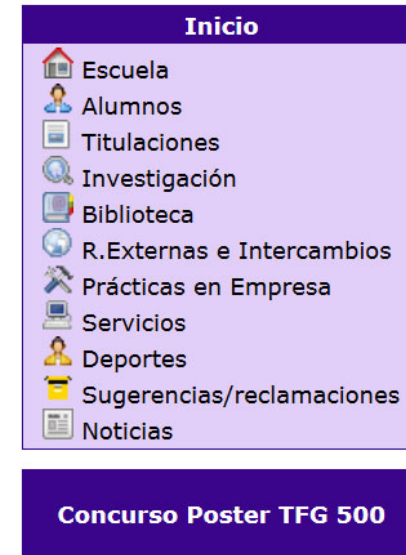 Inicio
Escuela
Alumnos
Titulaciones
Investigación
Biblioteca
R.Externas e Intercambios
Prácticas en Empresa
Servicios
Deportes
Sugerencias/reclamaciones
Noticias
Concurso Poster TFG 500